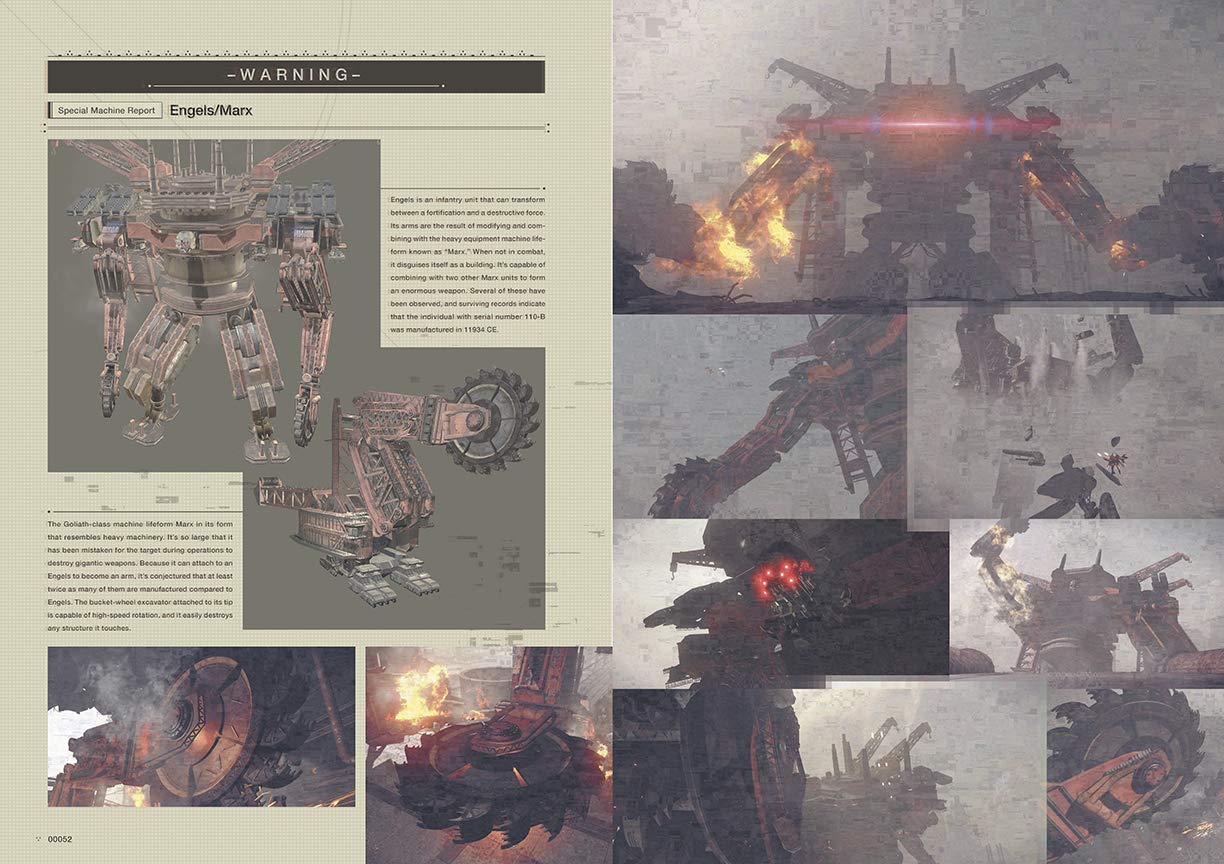 -WARNING-
Special Machine Report Engels/Marx
Engels is an infantry unit that can transform
between a fortification and a destructive force.
Its arms are the result of modifying and com-
bining with the heavy equipment machine life-
form known as “Marx.” When not in combat,
it disguises itself as a building. It's capable of
combining with two other Marx units to form
an enormous weapon. Several of these have
been observed, and surviving records indicate
that the individual with serial number 110-B
was manufactured in 11934 CE.
The Goliath-class machine lifeform Marx in its form
that resembles heavy machinery. It's so large that it
has been mistaken for the target during operations to
destroy gigantic weapons. Because it can attach to an
Engels to become an arm, it's conjectured that at least
twice as many of them are manufactured compared to
Engels. The bucket-wheel excavator attached to its tip
is capable of high-speed rotation, and it easily destroys
any structure it touches.
00052